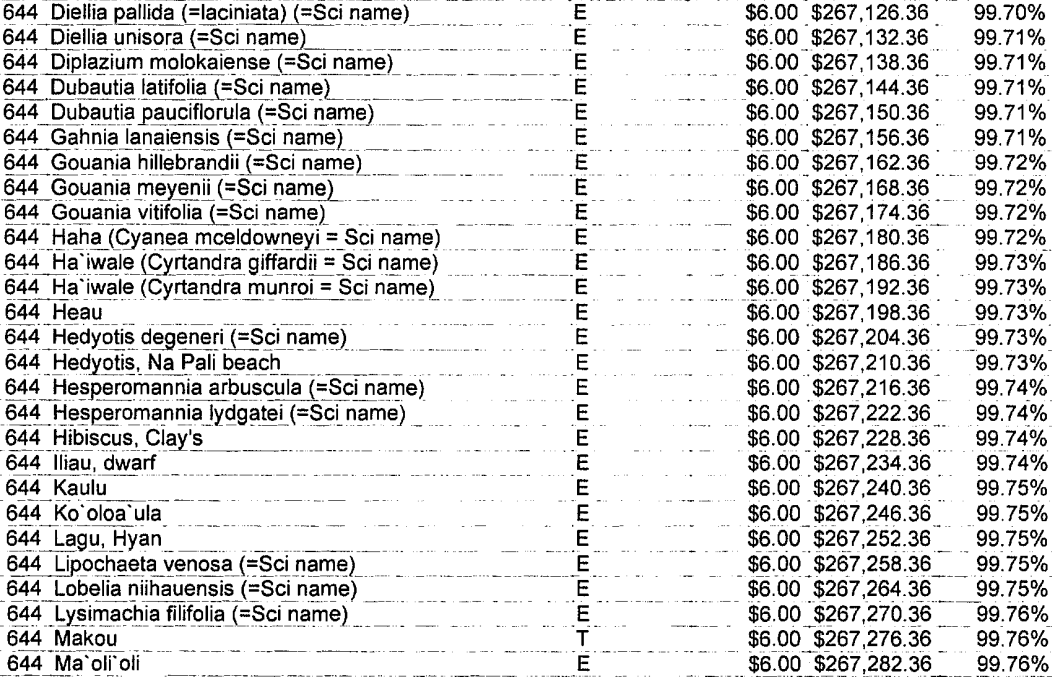 644 Diellia pallida (=laciniata) (=Sci name) E $6.00 $267,126.36 99.70%
644 Diellia unisora (=Sci name) E $6.00 $267,132.36 99.71%
644 Diplazium molokaiense (=Sci name) E $6.00 $267,138.36 99.71%
644 Dubautia latifolia (=Sci name) E $6.00 $267,144.36 99.71%
644 Dubautia pauciflorula (=Sci name) E $6.00 $267,150.36 99.71%
644 Gahnia lanaiensis (=Sci name) E $6.00 $267,156.36 99.71%
644 Gouania hillebrandii (=Sci name) E $6.00 $267,162.36 99.72%
644 Gouania meyenii (=Sci name) E $6.00 $267,168.36 99.72%
644 Gouania vitifolia (=Sci name) E $6.00 $267,174.36 99.72%
644 Haha (Cyanea mceldowneyi = Sci name) E $6.00 $267,180.36 99.72%
644 Ha`iwale (Cyrtandra giffardii = Sci name) E $6.00 $267,186.36 99.73%
644 Ha`iwale (Cyrtandra munroi = Sci name) E $6.00 $267,192.36 99.73%
644 Heau E $6.00 $267,198.36 99.73%
644 Hedyotis degeneri (=Sci name) E $6.00 $267,204.36 99.73%
644 Hedyotis, Na Pali beach E $6.00 $267,210.36 99.73%
644 Hesperomannia arbuscula (=Sci name) E $6.00 $267,216.36 99.74%
644 Hesperomannia lydgatei (=Sci name) E $6.00 $267,222.36 99.74%
644 Hibiscus, Clay's E $6.00 $267,228.36 99.74%
644 Iliau, dwarf E $6.00 $267,234.36 99.74%
644 Kaulu E $6.00 $267,240.36 99.75%
644 Ko`oloa`ula E $6.00 $267,246.36 99.75%
644 Lagu, Hyan E $6.00 $267,252.36 99.75%
644 Lipochaeta venosa (=Sci name) E $6.00 $267,258.36 99.75%
644 Lobelia niihauensis (=Sci name) E $6.00 $267,264.36 99.75%
644 Lysimachia filifolia (=Sci name) E $6.00 $267,270.36 99.76%
644 Makou T $6.00 $267,276.36 99.76%
644 Ma`oli`oli E $6.00 $267,282.36 99.76%